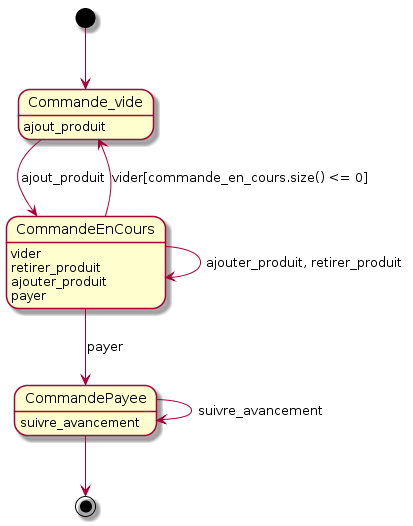 Commande_vide
ajout_produit
ajout_produit
vider[commande_en_cours.size() <= 0]
CommandeEnCours
vider
retirer_produit
ajouter_produit
payer
ajouter_produit, retirer_produit
payer
CommandePayee
suivre_avancement
suivre_avancement